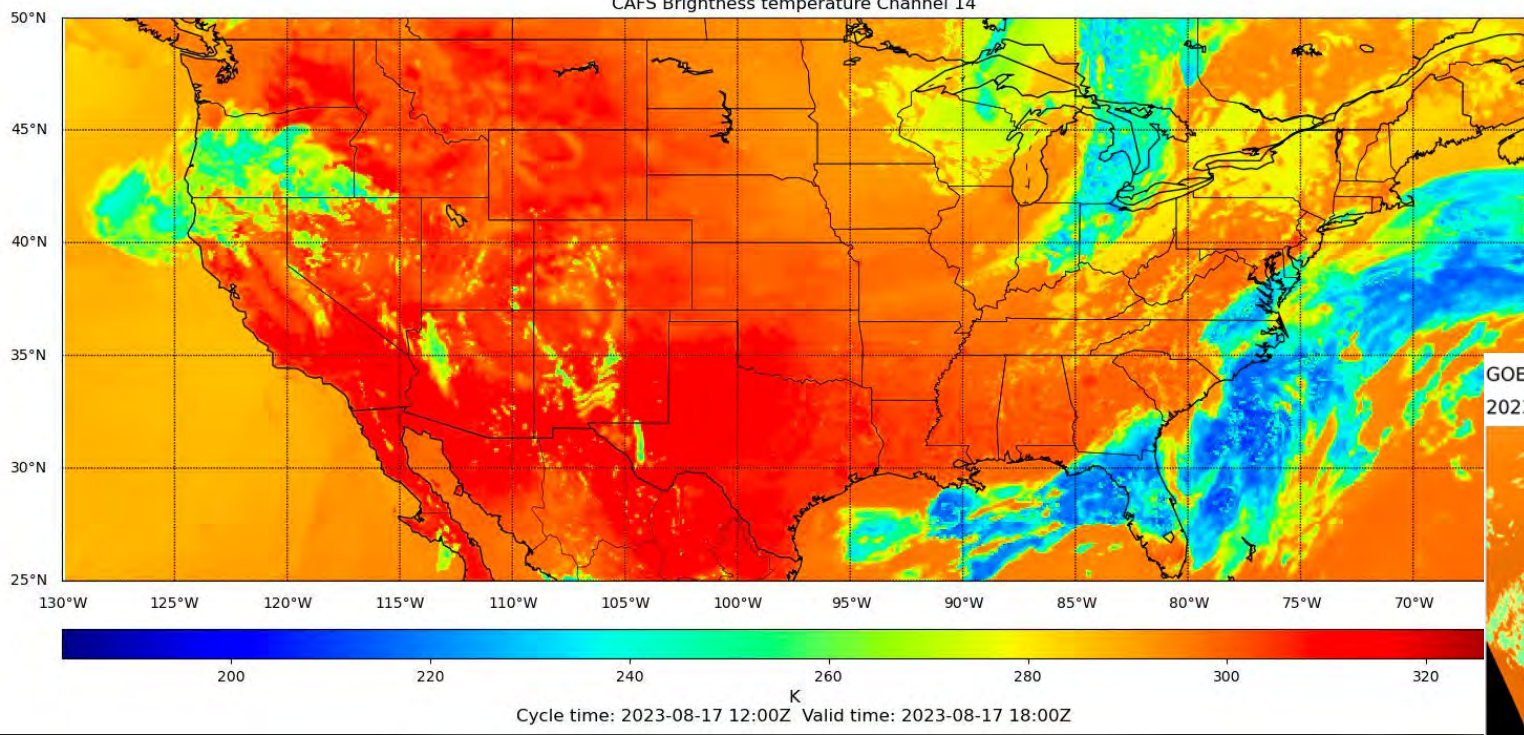 CAFS Brightness temperature Channel 14
50°N
45°N
40°N
35°N
30°N
25°N
130°W 125°W 120°W 115°W 110°W 105°W 100°W 95°W 90°W 85°W 80°W 75°W 70°W
200 220 240 260 280 300 320
K
Cycle time: 2023-08-17 12:00Z Valid time: 2023-08-17 18:00Z